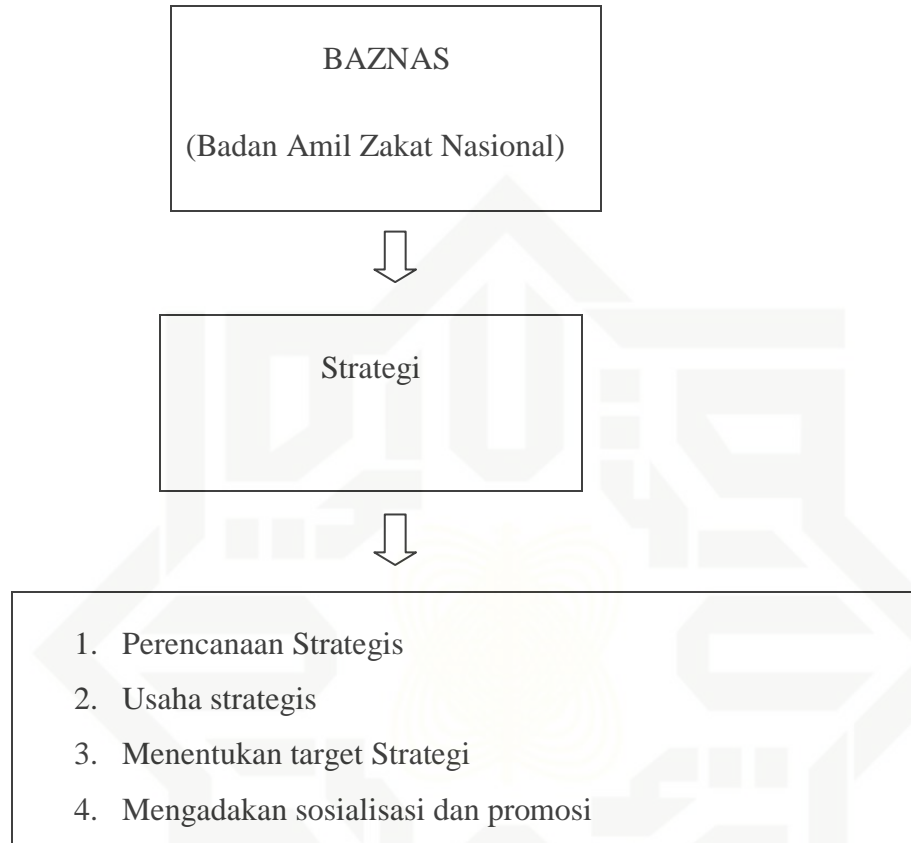 BAZNAS
(Badan Amil Zakat Nasional)
Strategi
1. Perencanaan Strategis
2. Usaha strategis
3. Menentukan target Strategi
4. Mengadakan sosialisasi dan promosi